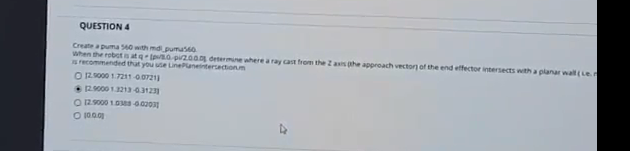 QUESTION 4
Create a puma 560 with mdl_puma560.
When the robot is at q = [pi/8,0,-pi/2,0,0,0], determine where a ray cast from the Z axis (the approach vector) of the end effector intersects with a planar wall ( i.e.
is recommended that you use LinePlaneIntersection.m
[2.9000 1.7211 -0.0721]
[2.9000 1.3213 -0.3123]
[2.9000 1.0388 -0.0203]
[0,0,0]